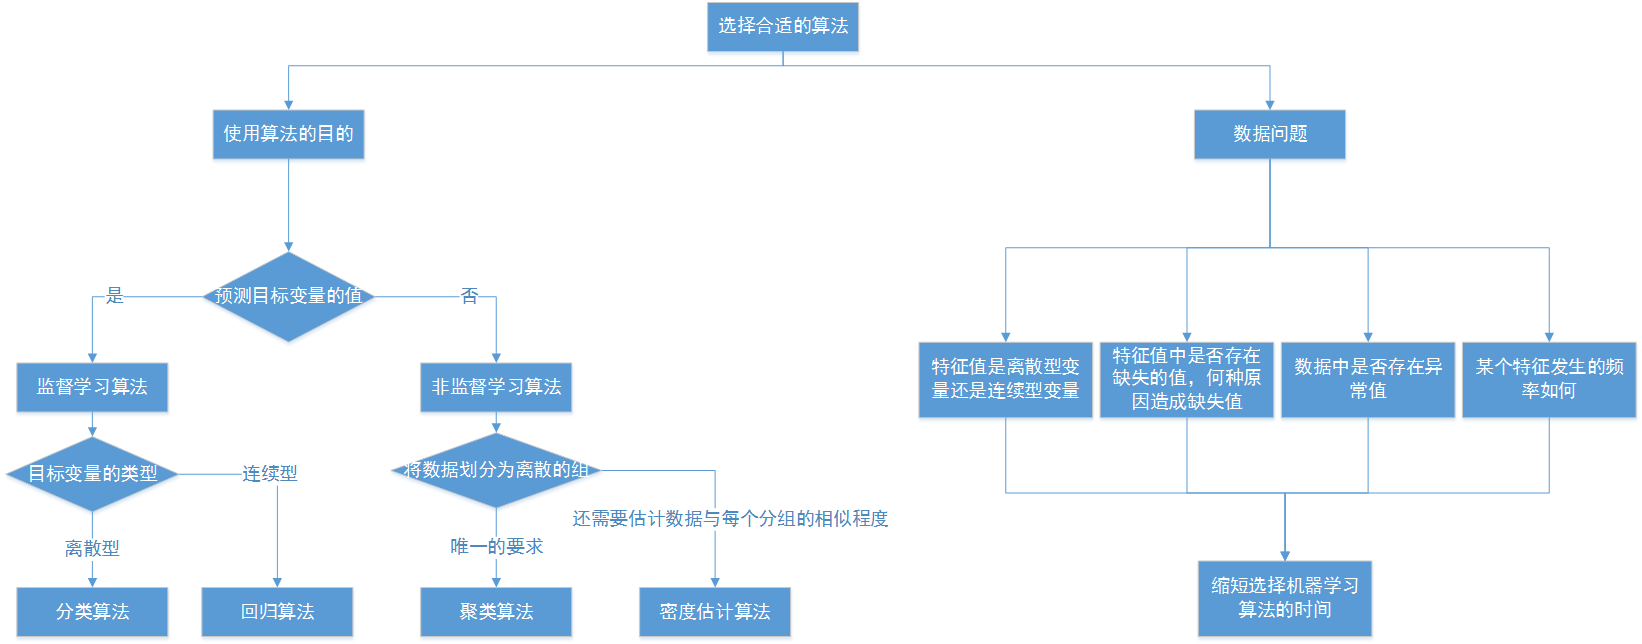 选择合适的算法
使用算法的目的
数据问题
预测目标变量的值
是
否
监督学习算法
非监督学习算法
特征值是离散型变
量还是连续型变量
特征值中是否存在
缺失的值，何种原
因造成缺失值
数据中是否存在异
常值
某个特征发生的频
率如何
目标变量的类型
连续型
将数据划分为离散的组
还需要估计数据与每个分组的相似程度
离散型
唯一的要求
分类算法
回归算法
聚类算法
密度估计算法
缩短选择机器学习
算法的时间